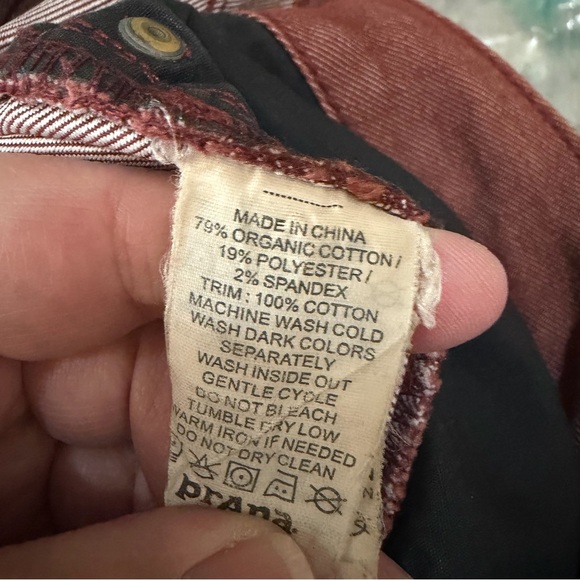 MADE IN CHINA
79% ORGANIC COTTON/
19% POLYESTER/
2% SPANDEX
TRIM : 100% COTTON
MACHINE WASH COLD
WASH DARK COLORS
SEPARATELY
WASH INSIDE OUT
GENTLE CYCLE
DO NOT BLEACH
TUMBLE DRY LOW
WARM IRON IF NEEDED
DO NOT DRY CLEAN
prAna